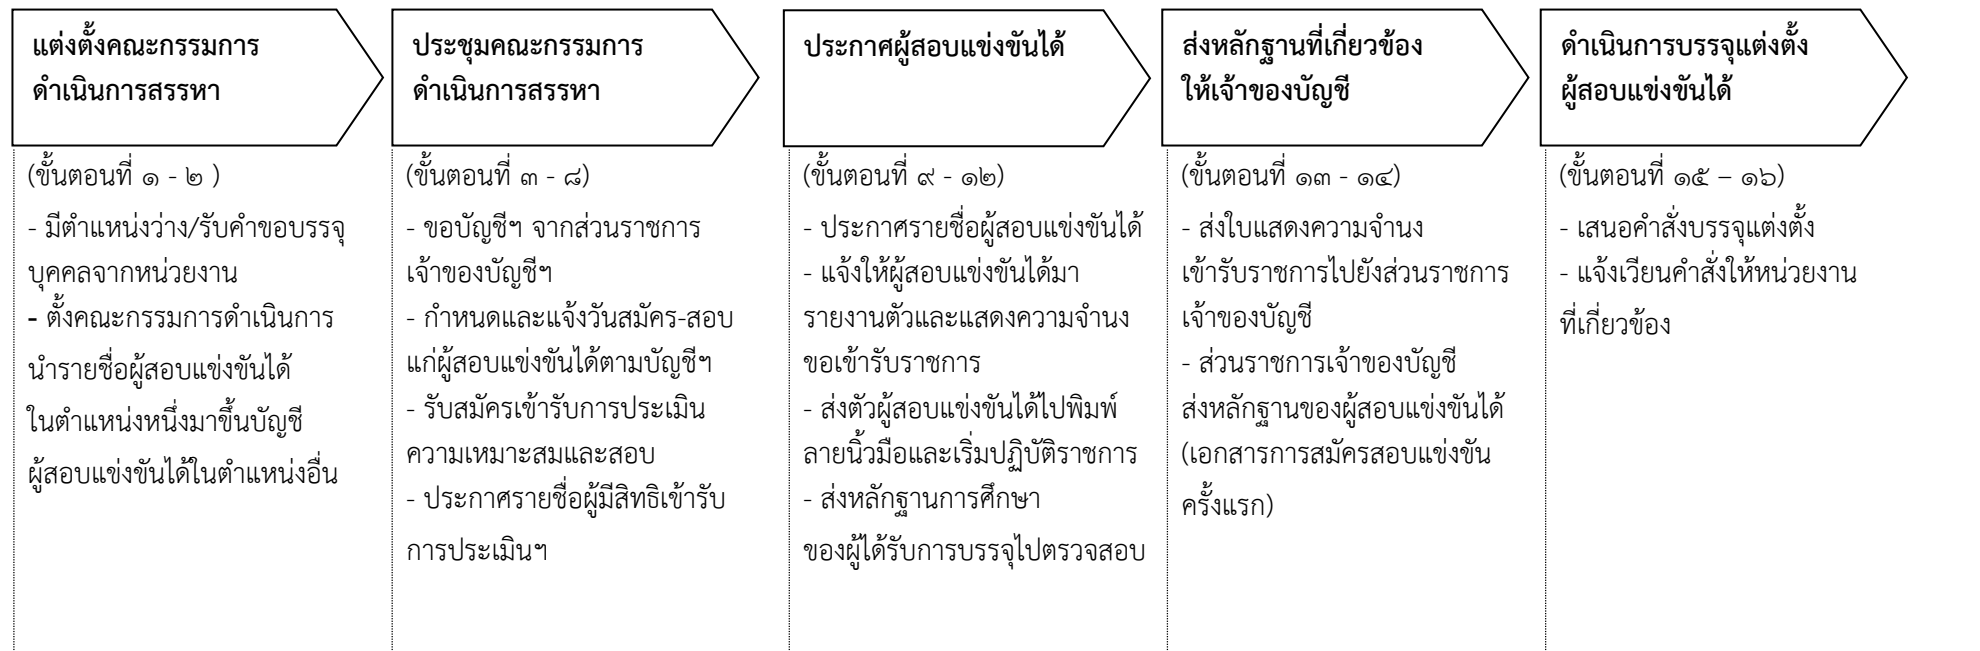 แต่งตั้งคณะกรรมการ
ดำเนินการสรรหา
(ขั้นตอนที่ ๑ - ๒ )
- มีตำแหน่งว่าง/รับคำขอบรรจุ
บุคคลจากหน่วยงาน
- ตั้งคณะกรรมการดำเนินการ
นำรายชื่อผู้สอบแข่งขันได้
ในตำแหน่งหนึ่งมาขึ้นบัญชี
ผู้สอบแข่งขันได้ในตำแหน่งอื่น
ประชุมคณะกรรมการ
ดำเนินการสรรหา
(ขั้นตอนที่ ๓ - ๘)
- ขอบัญชีฯ จากส่วนราชการ
เจ้าของบัญชีฯ
- กำหนดและแจ้งวันสมัคร-สอบ
แก่ผู้สอบแข่งขันได้ตามบัญชีฯ
- รับสมัครเข้ารับการประเมิน
ความเหมาะสมและสอบ
- ประกาศรายชื่อผู้มีสิทธิเข้ารับ
การประเมินฯ
ประกาศผู้สอบแข่งขันได้
(ขั้นตอนที่ ๙ - ๑๒)
- ประกาศรายชื่อผู้สอบแข่งขันได้
- แจ้งให้ผู้สอบแข่งขันได้มา
รายงานตัวและแสดงความจำนง
ขอเข้ารับราชการ
- ส่งตัวผู้สอบแข่งขันได้ไปพิมพ์
ลายนิ้วมือและเริ่มปฏิบัติราชการ
- ส่งหลักฐานการศึกษา
ของผู้ได้รับการบรรจุไปตรวจสอบ
ส่งหลักฐานที่เกี่ยวข้อง
ให้เจ้าของบัญชี
(ขั้นตอนที่ ๑๓ - ๑๔)
- ส่งใบแสดงความจำนง
เข้ารับราชการไปยังส่วนราชการ
เจ้าของบัญชี
- ส่วนราชการเจ้าของบัญชี
ส่งหลักฐานของผู้สอบแข่งขันได้
(เอกสารการสมัครสอบแข่งขัน
ครั้งแรก)
ดำเนินการบรรจุแต่งตั้ง
ผู้สอบแข่งขันได้
(ขั้นตอนที่ ๑๕ – ๑๖)
- เสนอคำสั่งบรรจุแต่งตั้ง
- แจ้งเวียนคำสั่งให้หน่วยงาน
ที่เกี่ยวข้อง